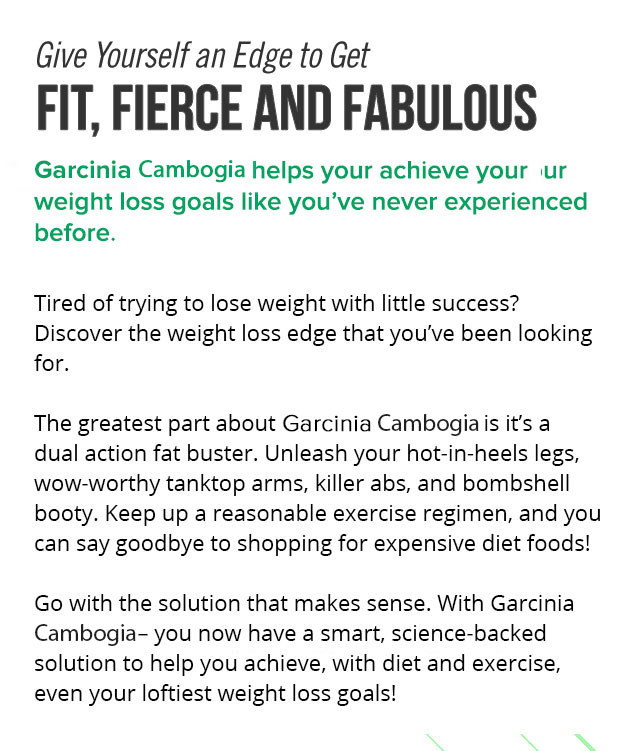 Give Yourself an Edge to Get
FIT, FIERCE AND FABULOUS
Garcinia Cambogia helps your achieve your ur
weight loss goals like you’ve never experienced
before.
Tired of trying to lose weight with little success?
Discover the weight loss edge that you’ve been looking
for.
The greatest part about Garcinia Cambogia is it’s a
dual action fat buster. Unleash your hot-in-heels legs,
wow-worthy tanktop arms, killer abs, and bombshell
booty. Keep up a reasonable exercise regimen, and you
can say goodbye to shopping for expensive diet foods!
Go with the solution that makes sense. With Garcinia
Cambogia– you now have a smart, science-backed
solution to help you achieve, with diet and exercise,
even your loftiest weight loss goals!